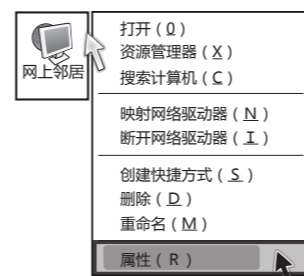 网上邻居
打开(0)
资源管理器(X)
搜索计算机(C)
映射网络驱动器(N)
断开网络驱动器(I)
创建快捷方式(S)
删除(D)
重命名(M)
属性(R)